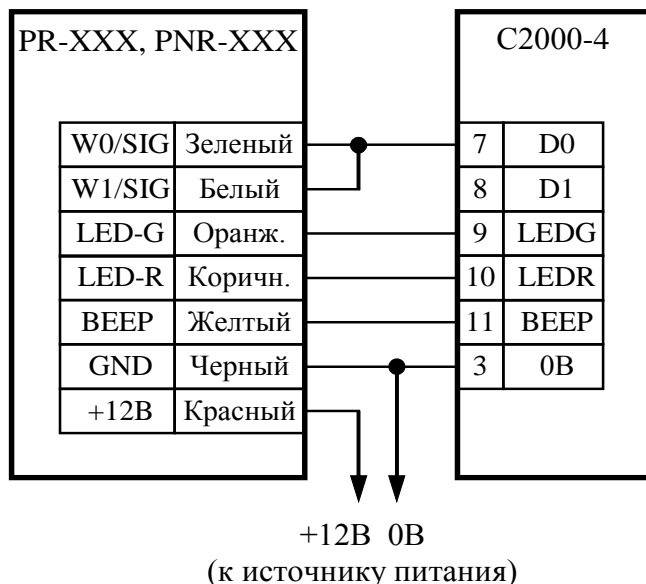 PR-XXX, PNR-XXX
C2000-4
W0/SIG Зеленый 7 D0
W1/SIG Белый 8 D1
LED-G Оранж. 9 LEDG
LED-R Коричн. 10 LEDR
BEEP Желтый 11 BEEP
GND Черный 3 0В
+12В Красный
+12В 0В
(к источнику питания)